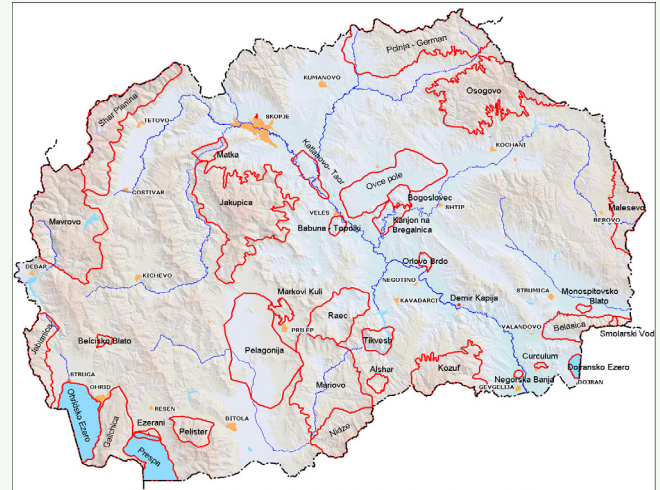 Pcinja - German
KUMANOVO
Osogovo
Shar Planina
TETOVO
SKOPJE
KOCHANI
Matka
Katlanovo- Taor
Ovce pole
GOSTIVAR
Jakupica
Bogoslovec
Malesevo
SHTIP
VELES
Kanjon na
Bregalnica
BEROVO
Mavrovo
Babuna - Topolki
Orlovo Brdo
DEBAR
KICHEVO
NEGOTINO
Markovi Kuli
Demir Kapija
STRUMICA
Monospitovsko
Blato
KAVADARCI
Raec
PRILEP
VALANDOVO
Belasica
Smolarski Vod
Jablanica
Belcisko Blato
Pelagonija
Tikvesh
Curculum
Dojransko Ezero
STRUGA
Alshar
Kozuf
Negorska Banja
OHRID
Mariovo
GEVGELIJA
DOJRAN
Ohridsko Ezero
Galichica
RESEN
Ezerani
Pelister
BITOLA
Nidze
Prespa